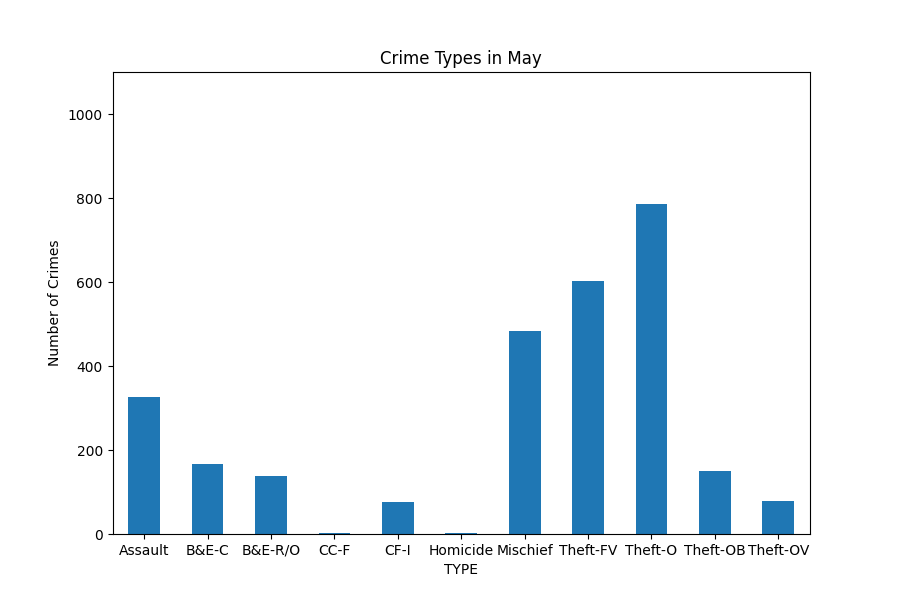 Crime Types in May
Number of Crimes
1000
800
600
400
200
0
Assault B&E-C B&E-R/O CC-F CF-I Homicide Mischief Theft-FV Theft-O Theft-OB Theft-OV
TYPE